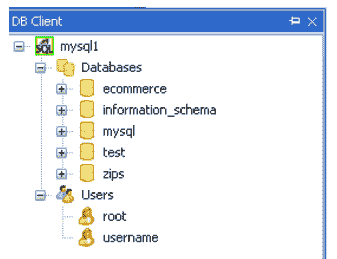 DB Client
mysql1
Databases
ecommerce
information_schema
mysql
test
zips
Users
root
username